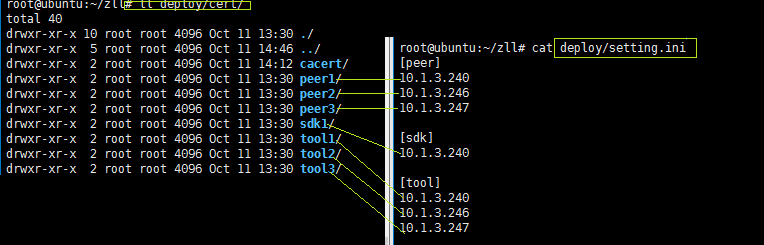 root@ubuntu:~/zll# ll deploy/cert/
total 40
drwxr-xr-x 10 root root 4096 Oct 11 13:30 ./
drwxr-xr-x  5 root root 4096 Oct 11 14:46 ../
drwxr-xr-x  2 root root 4096 Oct 11 14:12 cacert/
drwxr-xr-x  2 root root 4096 Oct 11 13:30 peer1/
drwxr-xr-x  2 root root 4096 Oct 11 13:30 peer2/
drwxr-xr-x  2 root root 4096 Oct 11 13:30 peer3/
drwxr-xr-x  2 root root 4096 Oct 11 13:30 sdk1/
drwxr-xr-x  2 root root 4096 Oct 11 13:30 tool1/
drwxr-xr-x  2 root root 4096 Oct 11 13:30 tool2/
drwxr-xr-x  2 root root 4096 Oct 11 13:30 tool3/
root@ubuntu:~/zll# cat deploy/setting.ini
[peer]
10.1.3.240
10.1.3.246
10.1.3.247
[sdk]
10.1.3.240
[tool]
10.1.3.240
10.1.3.246
10.1.3.247